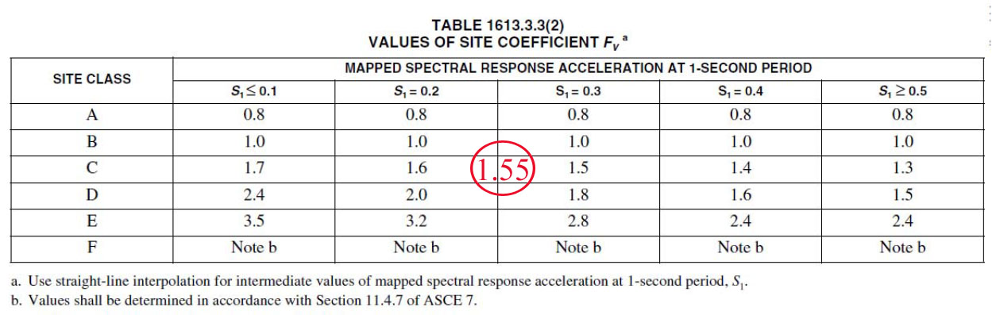 TABLE 1613.3.3(2)
VALUES OF SITE COEFFICIENT Fᵥ ᵃ
SITE CLASS
MAPPED SPECTRAL RESPONSE ACCELERATION AT 1-SECOND PERIOD
S₁ ≤ 0.1 S₁ = 0.2 S₁ = 0.3 S₁ = 0.4 S₁ ≥ 0.5
A 0.8 0.8 0.8 0.8 0.8
B 1.0 1.0 1.0 1.0 1.0
C 1.7 1.6 1.55 1.5 1.4 1.3
D 2.4 2.0 1.8 1.6 1.5
E 3.5 3.2 2.8 2.4 2.4
F Note b Note b Note b Note b Note b
a. Use straight-line interpolation for intermediate values of mapped spectral response acceleration at 1-second period, S₁.
b. Values shall be determined in accordance with Section 11.4.7 of ASCE 7.